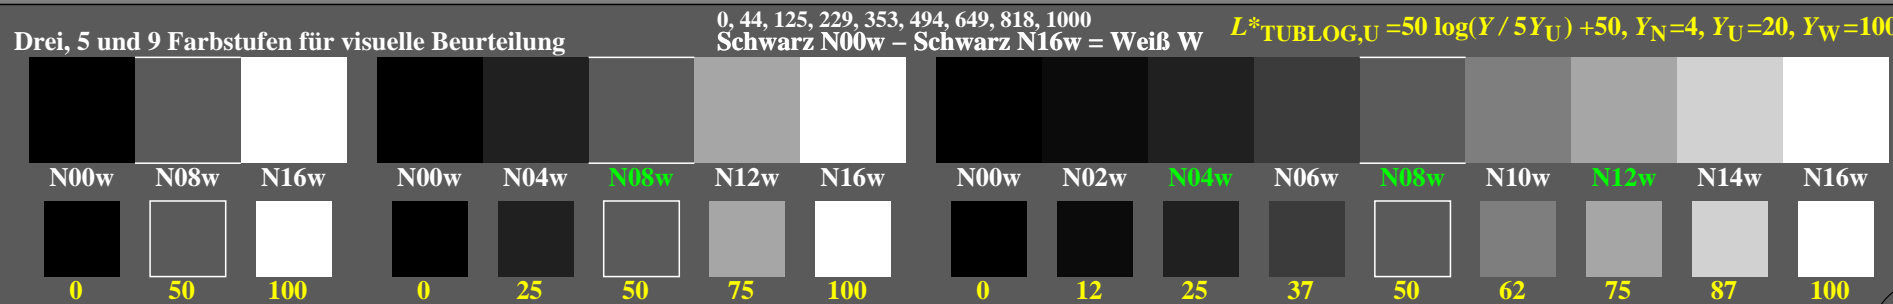 0, 44, 125, 229, 353, 494, 649, 818, 1000
Drei, 5 und 9 Farbstufen für visuelle Beurteilung
Schwarz N00w – Schwarz N16w = Weiß W
L*TUBLOG,U =50 log(Y / 5YU) +50, YN=4, YU=20, YW=100
N00w N08w N16w N00w N04w N08w N12w N16w N00w N02w N04w N06w N08w N10w N12w N14w N16w
0 50 100 0 25 50 75 100 0 12 25 37 50 62 75 87 100